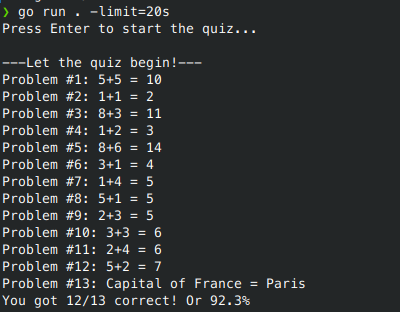 ❯ go run . -limit=20s
Press Enter to start the quiz...
---Let the quiz begin!---
Problem #1: 5+5 = 10
Problem #2: 1+1 = 2
Problem #3: 8+3 = 11
Problem #4: 1+2 = 3
Problem #5: 8+6 = 14
Problem #6: 3+1 = 4
Problem #7: 1+4 = 5
Problem #8: 5+1 = 5
Problem #9: 2+3 = 5
Problem #10: 3+3 = 6
Problem #11: 2+4 = 6
Problem #12: 5+2 = 7
Problem #13: Capital of France = Paris
You got 12/13 correct! Or 92.3%